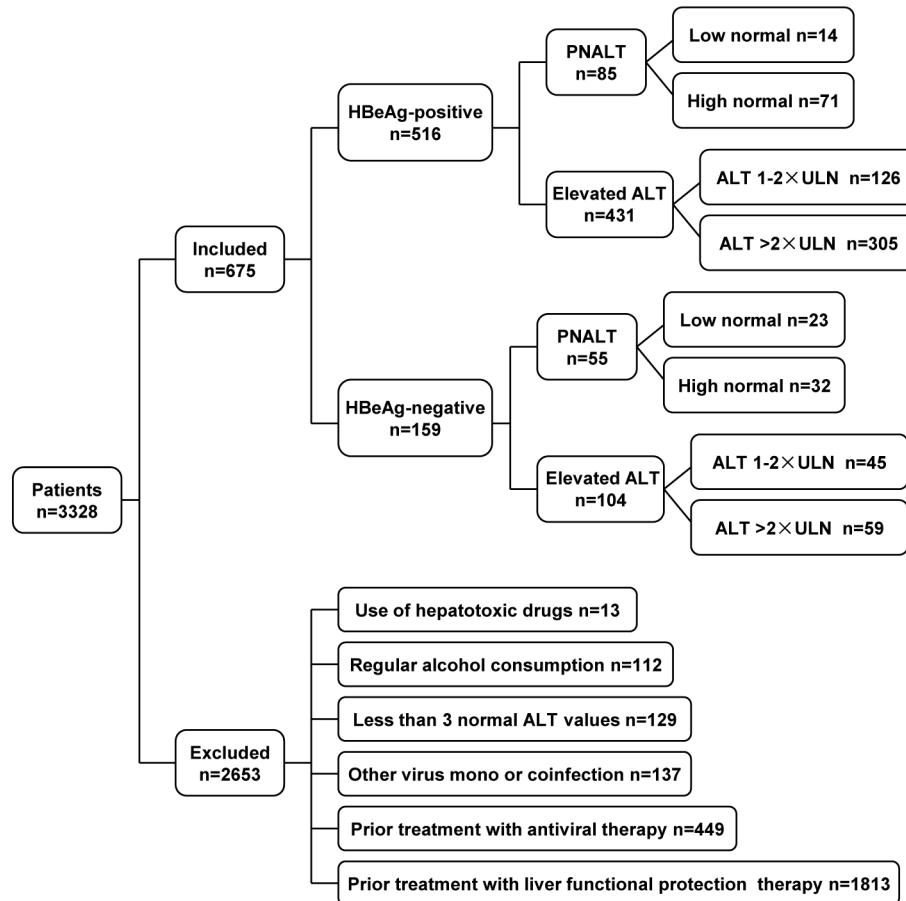 Patients
n=3328
Included
n=675
HBeAg-positive
n=516
PNALT
n=85
Low normal n=14
High normal n=71
Elevated ALT
n=431
ALT 1-2×ULN n=126
ALT >2×ULN n=305
HBeAg-negative
n=159
PNALT
n=55
Low normal n=23
High normal n=32
Elevated ALT
n=104
ALT 1-2×ULN n=45
ALT >2×ULN n=59
Excluded
n=2653
Use of hepatotoxic drugs n=13
Regular alcohol consumption n=112
Less than 3 normal ALT values n=129
Other virus mono or coinfection n=137
Prior treatment with antiviral therapy n=449
Prior treatment with liver functional protection therapy n=1813